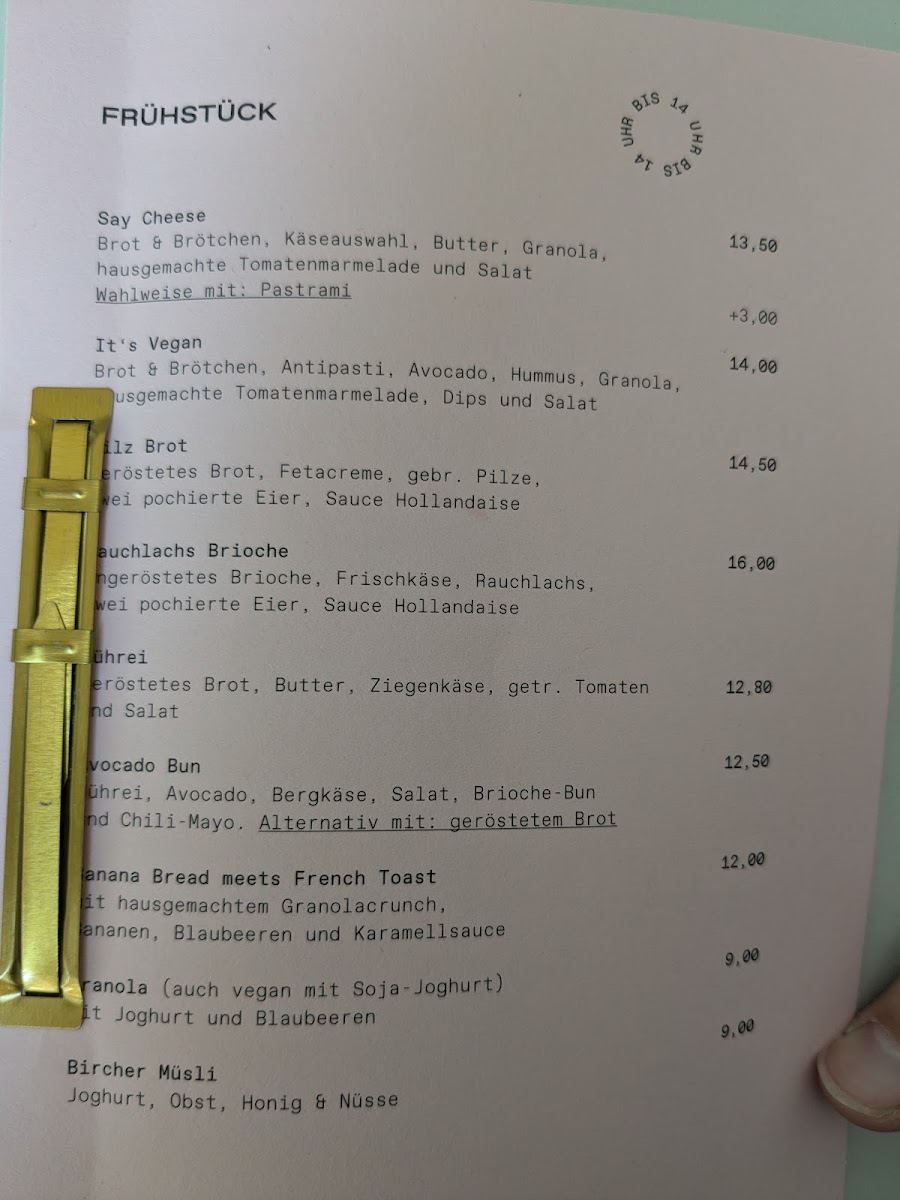 FRÜHSTÜCK
BIS 14 UHR BIS 14 UHR
Say Cheese
Brot & Brötchen, Käseauswahl, Butter, Granola, 13,50
hausgemachte Tomatenmarmelade und Salat
Wahlweise mit: Pastrami +3,00
It's Vegan
Brot & Brötchen, Antipasti, Avocado, Hummus, Granola, 14,00
usgemachte Tomatenmarmelade, Dips und Salat
ilz Brot
eröstetes Brot, Fetacreme, gebr. Pilze, 14,50
wei pochierte Eier, Sauce Hollandaise
auchlachs Brioche
ngeröstetes Brioche, Frischkäse, Rauchlachs, 16,00
wei pochierte Eier, Sauce Hollandaise
ührei
eröstetes Brot, Butter, Ziegenkäse, getr. Tomaten 12,80
nd Salat
vocado Bun 12,50
ührei, Avocado, Bergkäse, Salat, Brioche-Bun
nd Chili-Mayo. Alternativ mit: geröstetem Brot
anana Bread meets French Toast 12,00
it hausgemachtem Granolacrunch,
ananen, Blaubeeren und Karamellsauce
ranola (auch vegan mit Soja-Joghurt) 9,00
it Joghurt und Blaubeeren
Bircher Müsli 9,00
Joghurt, Obst, Honig & Nüsse